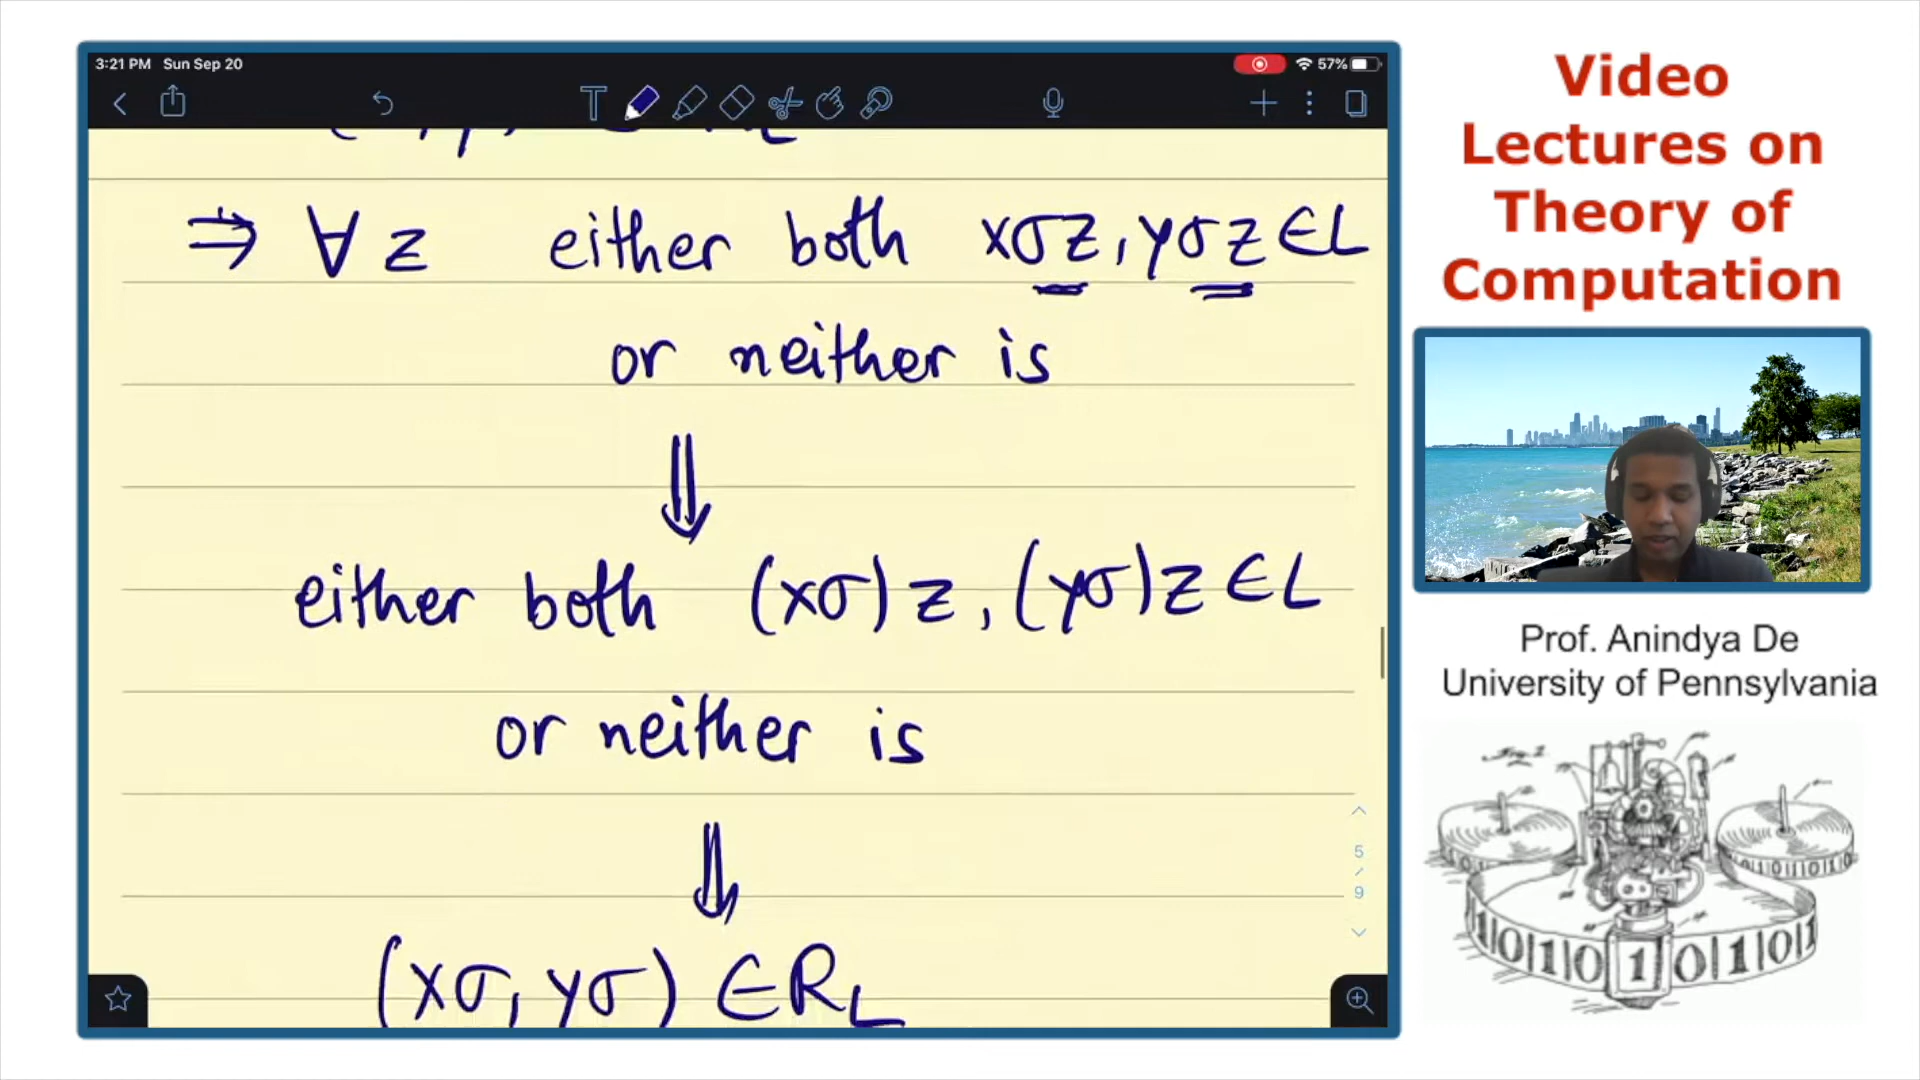 3:21 PM Sun Sep 20
57%
⇒ ∀ z either both xσz, yσz ∈ L
or neither is
⇓
either both (xσ) z, (yσ) z ∈ L
or neither is
⇓
(xσ, yσ) ∈ R_L
5
/
9
Video
Lectures on
Theory of
Computation
Prof. Anindya De
University of Pennsylvania